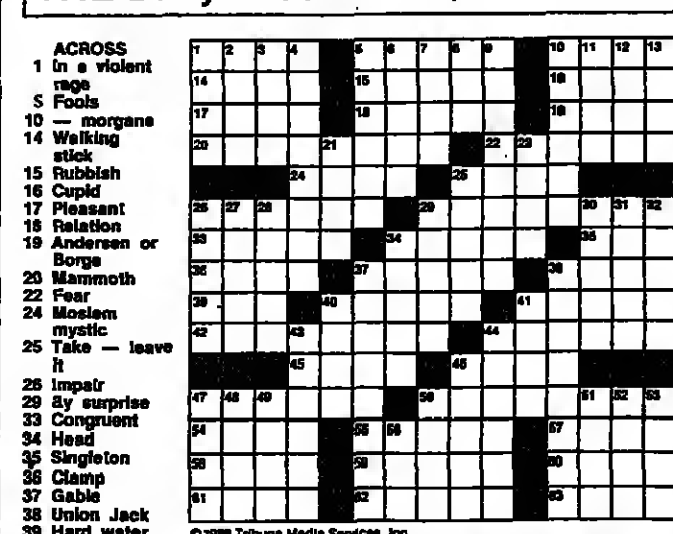 ACROSS
1 In a violent
rage
5 Fools
10 — morgana
14 Walking
stick
15 Rubbish
16 Cupid
17 Pleasant
18 Relation
19 Andersen or
Borge
20 Mammoth
22 Fear
24 Moslem
mystic
25 Take — leave
it
26 Impair
29 By surprise
33 Congruent
34 Head
35 Singleton
36 Clamp
37 Gable
38 Union Jack
39 Hard water
1 2 3 4 5 6 7 8 9 10 11 12 13
14 15 16
17 18 19
20 21 22 23
24 25
26 27 28 29 30 31 32
33 34 35
36 37 38
39 40 41
42 43 44
45 46
47 48 49 50 51 52 53
54 55 56 57
58 59 60
61 62 63
Tribune Media Services, Inc.